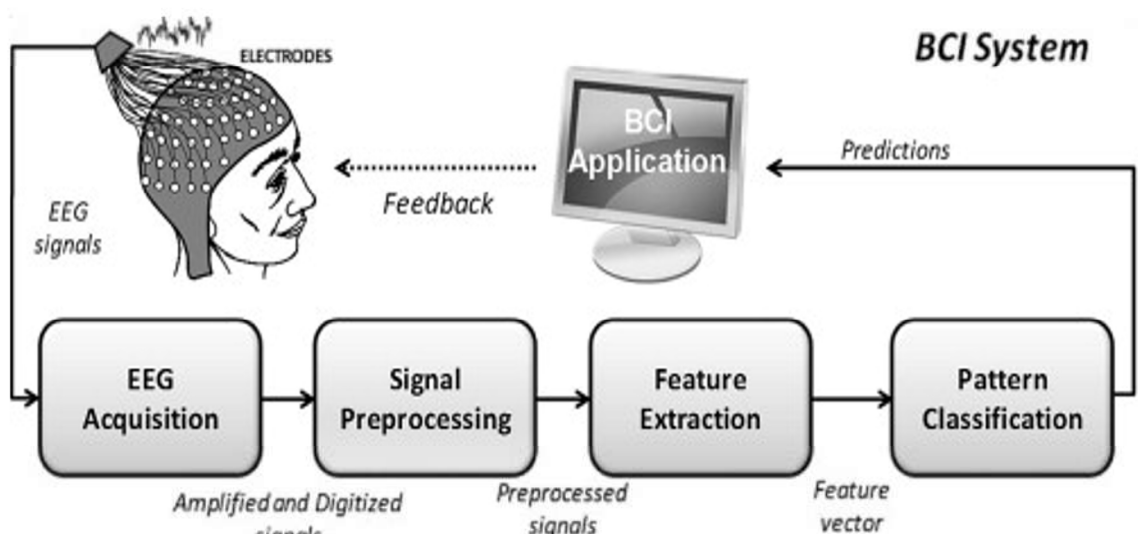 BCI System
ELECTRODES
BCI
Application
Predictions
Feedback
EEG
signals
EEG
Acquisition
Signal
Preprocessing
Feature
Extraction
Pattern
Classification
Amplified and Digitized
signals
Preprocessed
signals
Feature
vector